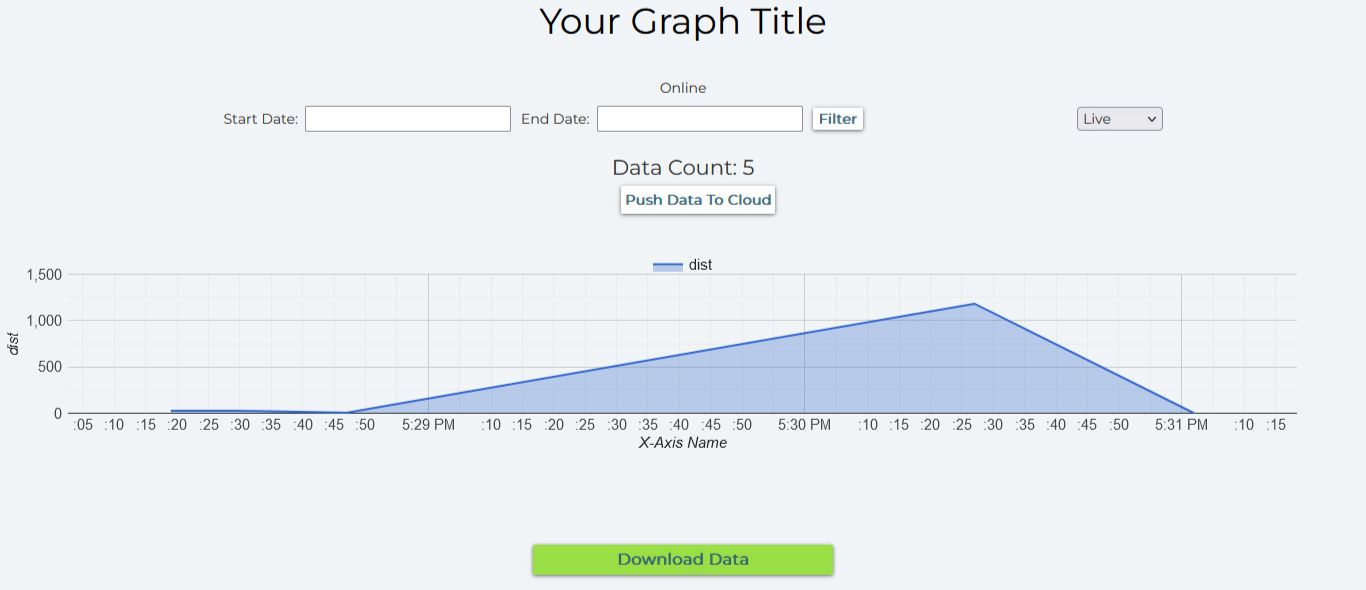 Your Graph Title
Online
Start Date: End Date: Filter Live
Data Count: 5
Push Data To Cloud
dist
1,500
1,000
500
0
dist
:05 :10 :15 :20 :25 :30 :35 :40 :45 :50 5:29 PM :10 :15 :20 :25 :30 :35 :40 :45 :50 5:30 PM :10 :15 :20 :25 :30 :35 :40 :45 :50 5:31 PM :10 :15
X-Axis Name
Download Data